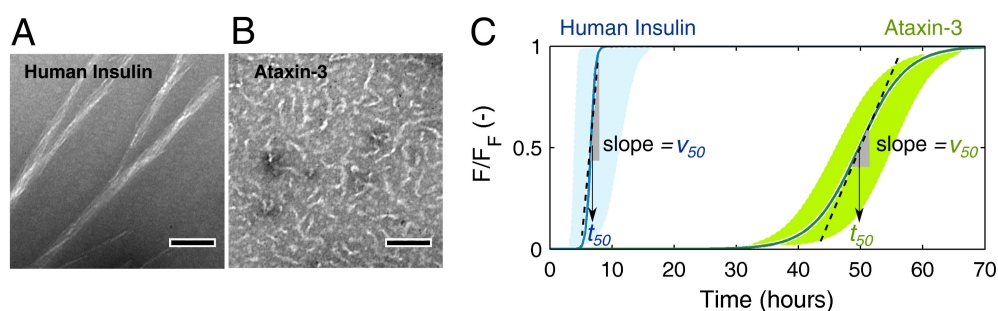 A
B
C
Human Insulin
Ataxin-3
Human Insulin
Ataxin-3
1
0.5
0
F/F_F (-)
slope = v50
slope = v50
t50
t50
0
10
20
30
40
50
60
70
Time (hours)